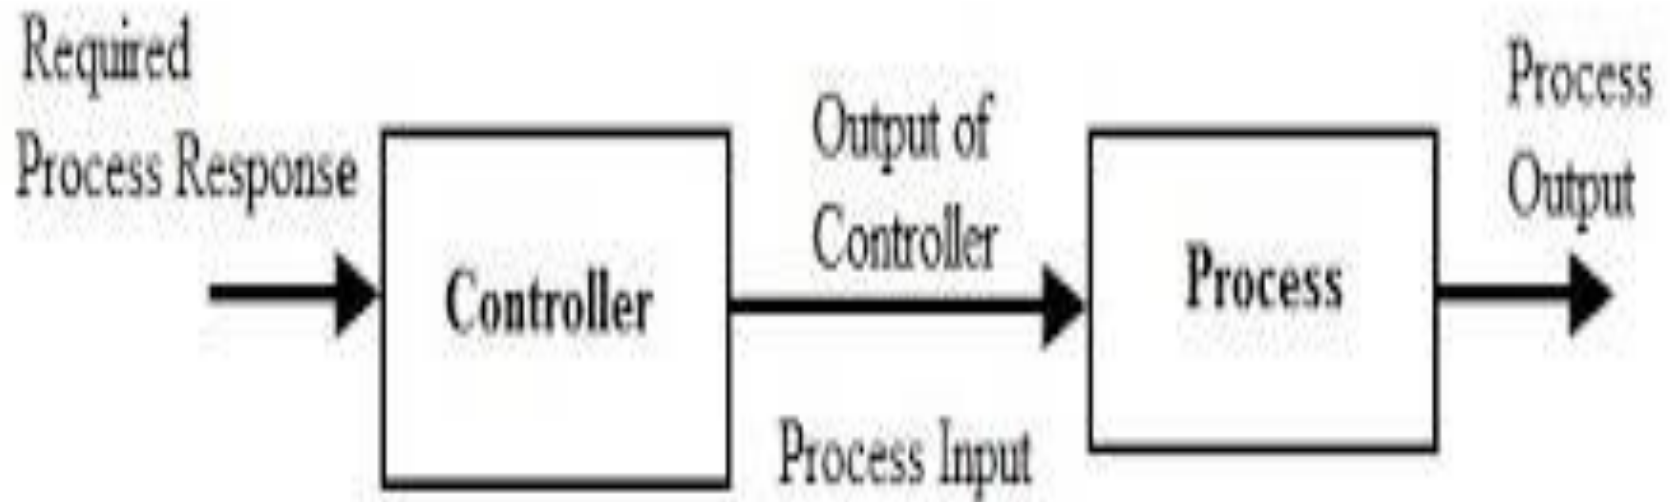 Required
Process Response
Controller
Output of
Controller
Process Input
Process
Process
Output